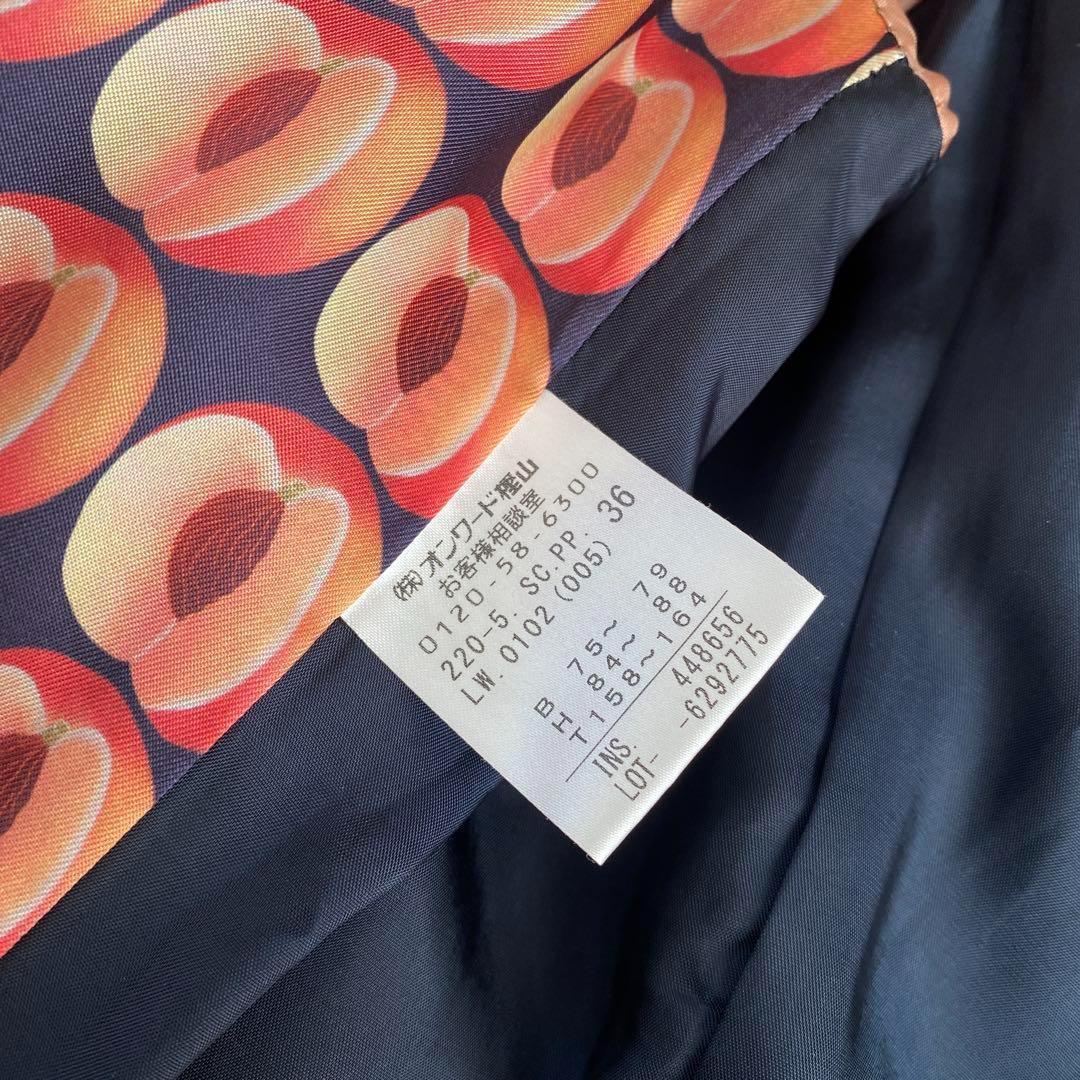 (株)オンワード樫山
お客様相談室
0120-58-6300
220-5. SC.PP. 36
LW. 0102 (005)
B 75~ 79
H 84~ 88
T 158~164
INS. 448656
LOT- -6292775